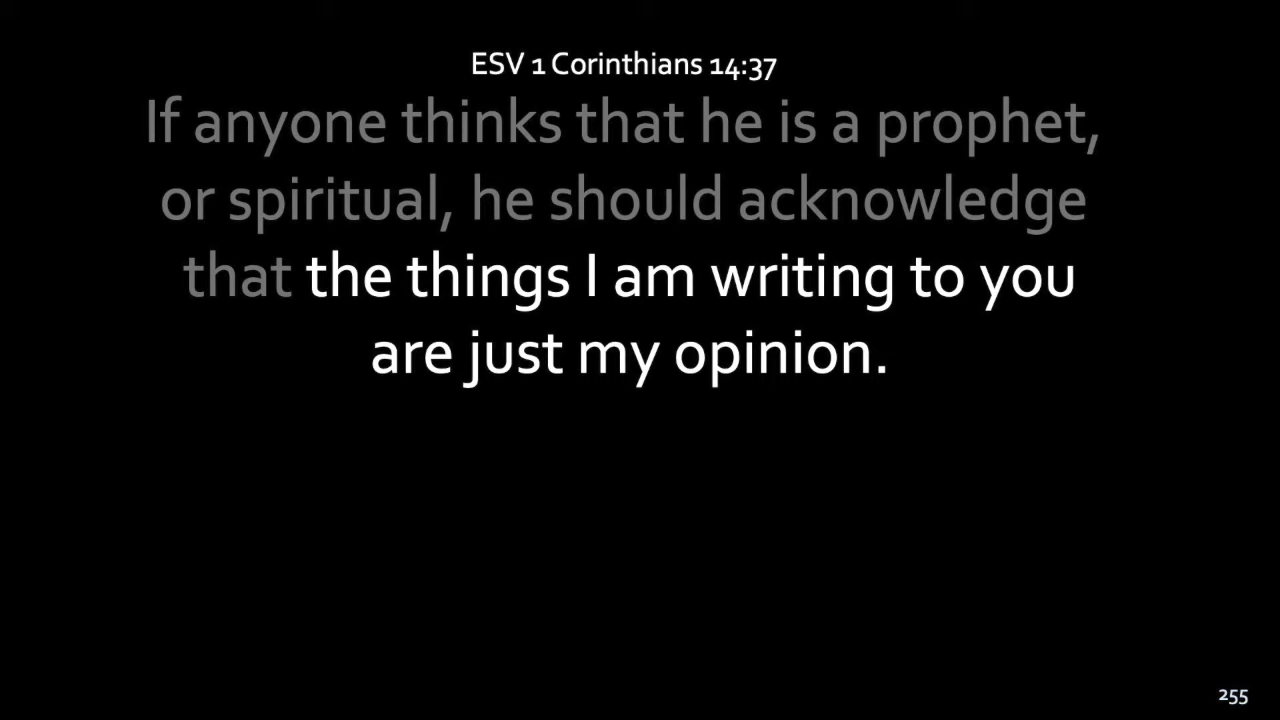 ESV 1 Corinthians 14:37
If anyone thinks that he is a prophet,
or spiritual, he should acknowledge
that the things I am writing to you
are just my opinion.
255